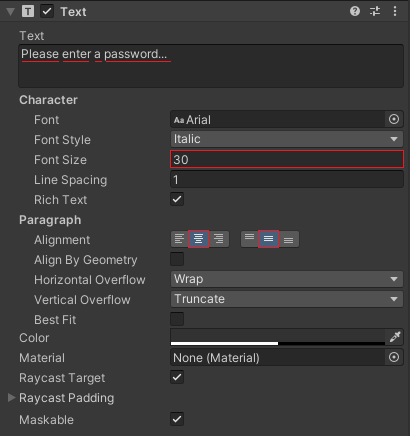 Text
Text
Please enter a password...
Character
Font Aa Arial
Font Style Italic
Font Size 30
Line Spacing 1
Rich Text
Paragraph
Alignment
Align By Geometry
Horizontal Overflow Wrap
Vertical Overflow Truncate
Best Fit
Color
Material None (Material)
Raycast Target
Raycast Padding
Maskable